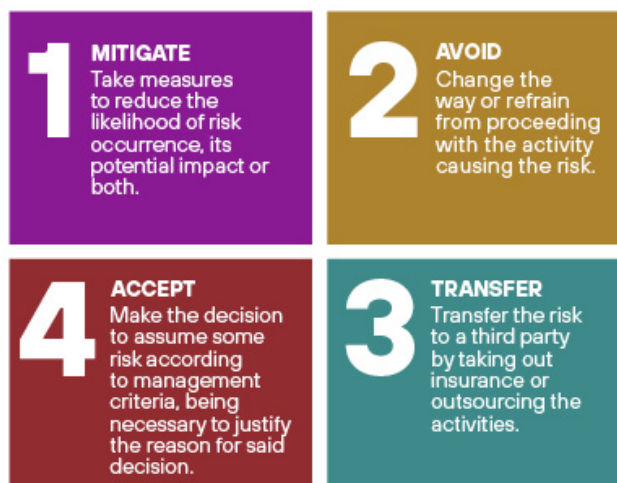 1
MITIGATE
Take measures
to reduce the
likelihood of risk
occurrence, its
potential impact or
both.
2
AVOID
Change the
way or refrain
from proceeding
with the activity
causing the risk.
4
ACCEPT
Make the decision
to assume some
risk according
to management
criteria, being
necessary to justify
the reason for said
decision.
3
TRANSFER
Transfer the risk
to a third party
by taking out
insurance or
outsourcing the
activities.